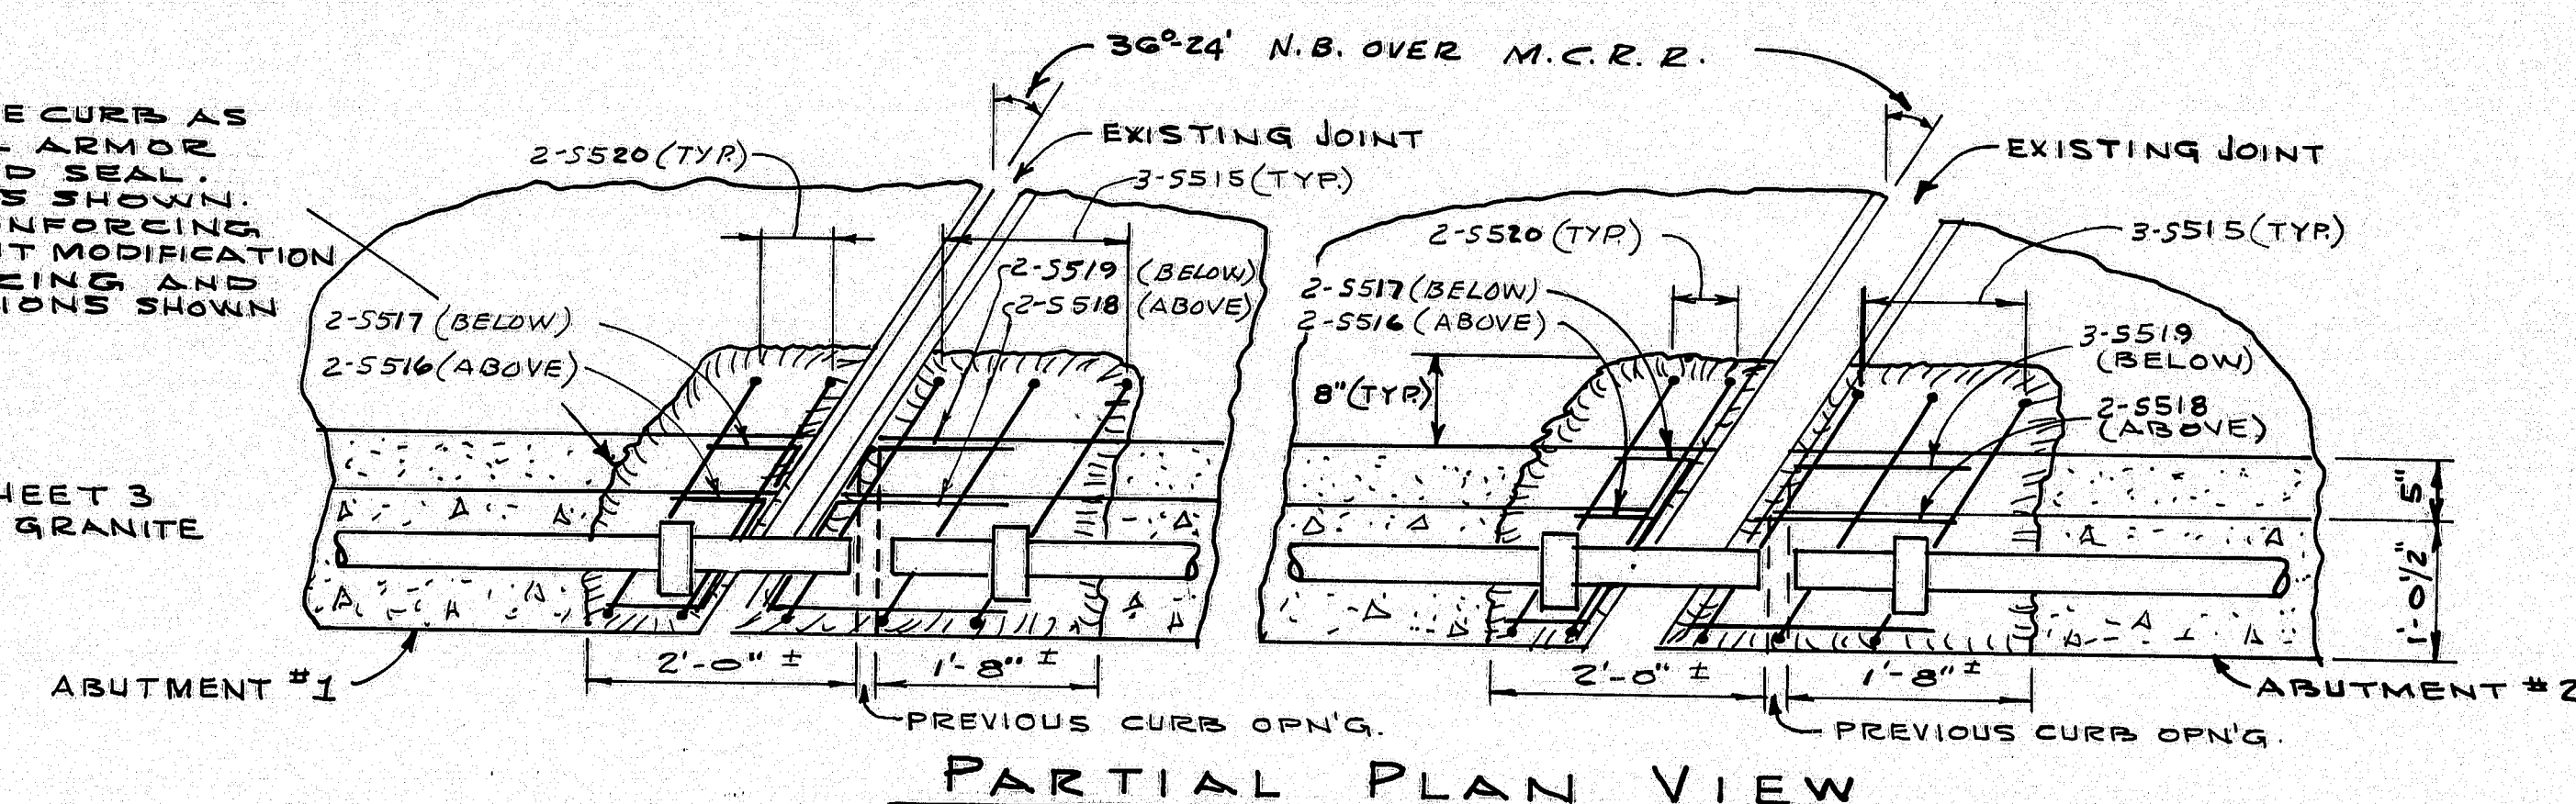 36°-24' N.B. OVER M.C.R.R.
E CURB AS
ARMOR
D SEAL.
S SHOWN.
NFORCING
T MODIFICATION
CING AND
IONS SHOWN
2-S520 (TYP.)
EXISTING JOINT
3-S515 (TYP.)
2-S519 (BELOW)
2-S518 (ABOVE)
2-S517 (BELOW)
2-S516 (ABOVE)
EXISTING JOINT
2-S520 (TYP.)
3-S515 (TYP.)
2-S517 (BELOW)
2-S516 (ABOVE)
3-S519
(BELOW)
2-S518
(ABOVE)
8" (TYP.)
HEET 3
GRANITE
5"
1'-0 1/2"
2'-0" ±
1'-8" ±
2'-0" ±
1'-8" ±
ABUTMENT #1
ABUTMENT #2
PREVIOUS CURB OPN'G.
PREVIOUS CURB OPN'G.
PARTIAL PLAN VIEW